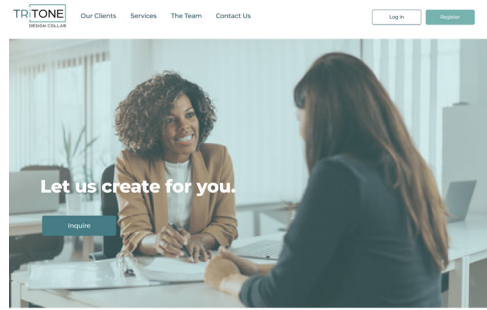 TRiTONE
DESIGN COLLAB
Our Clients
Services
The Team
Contact Us
Log in
Register
Let us create for you.
Inquire